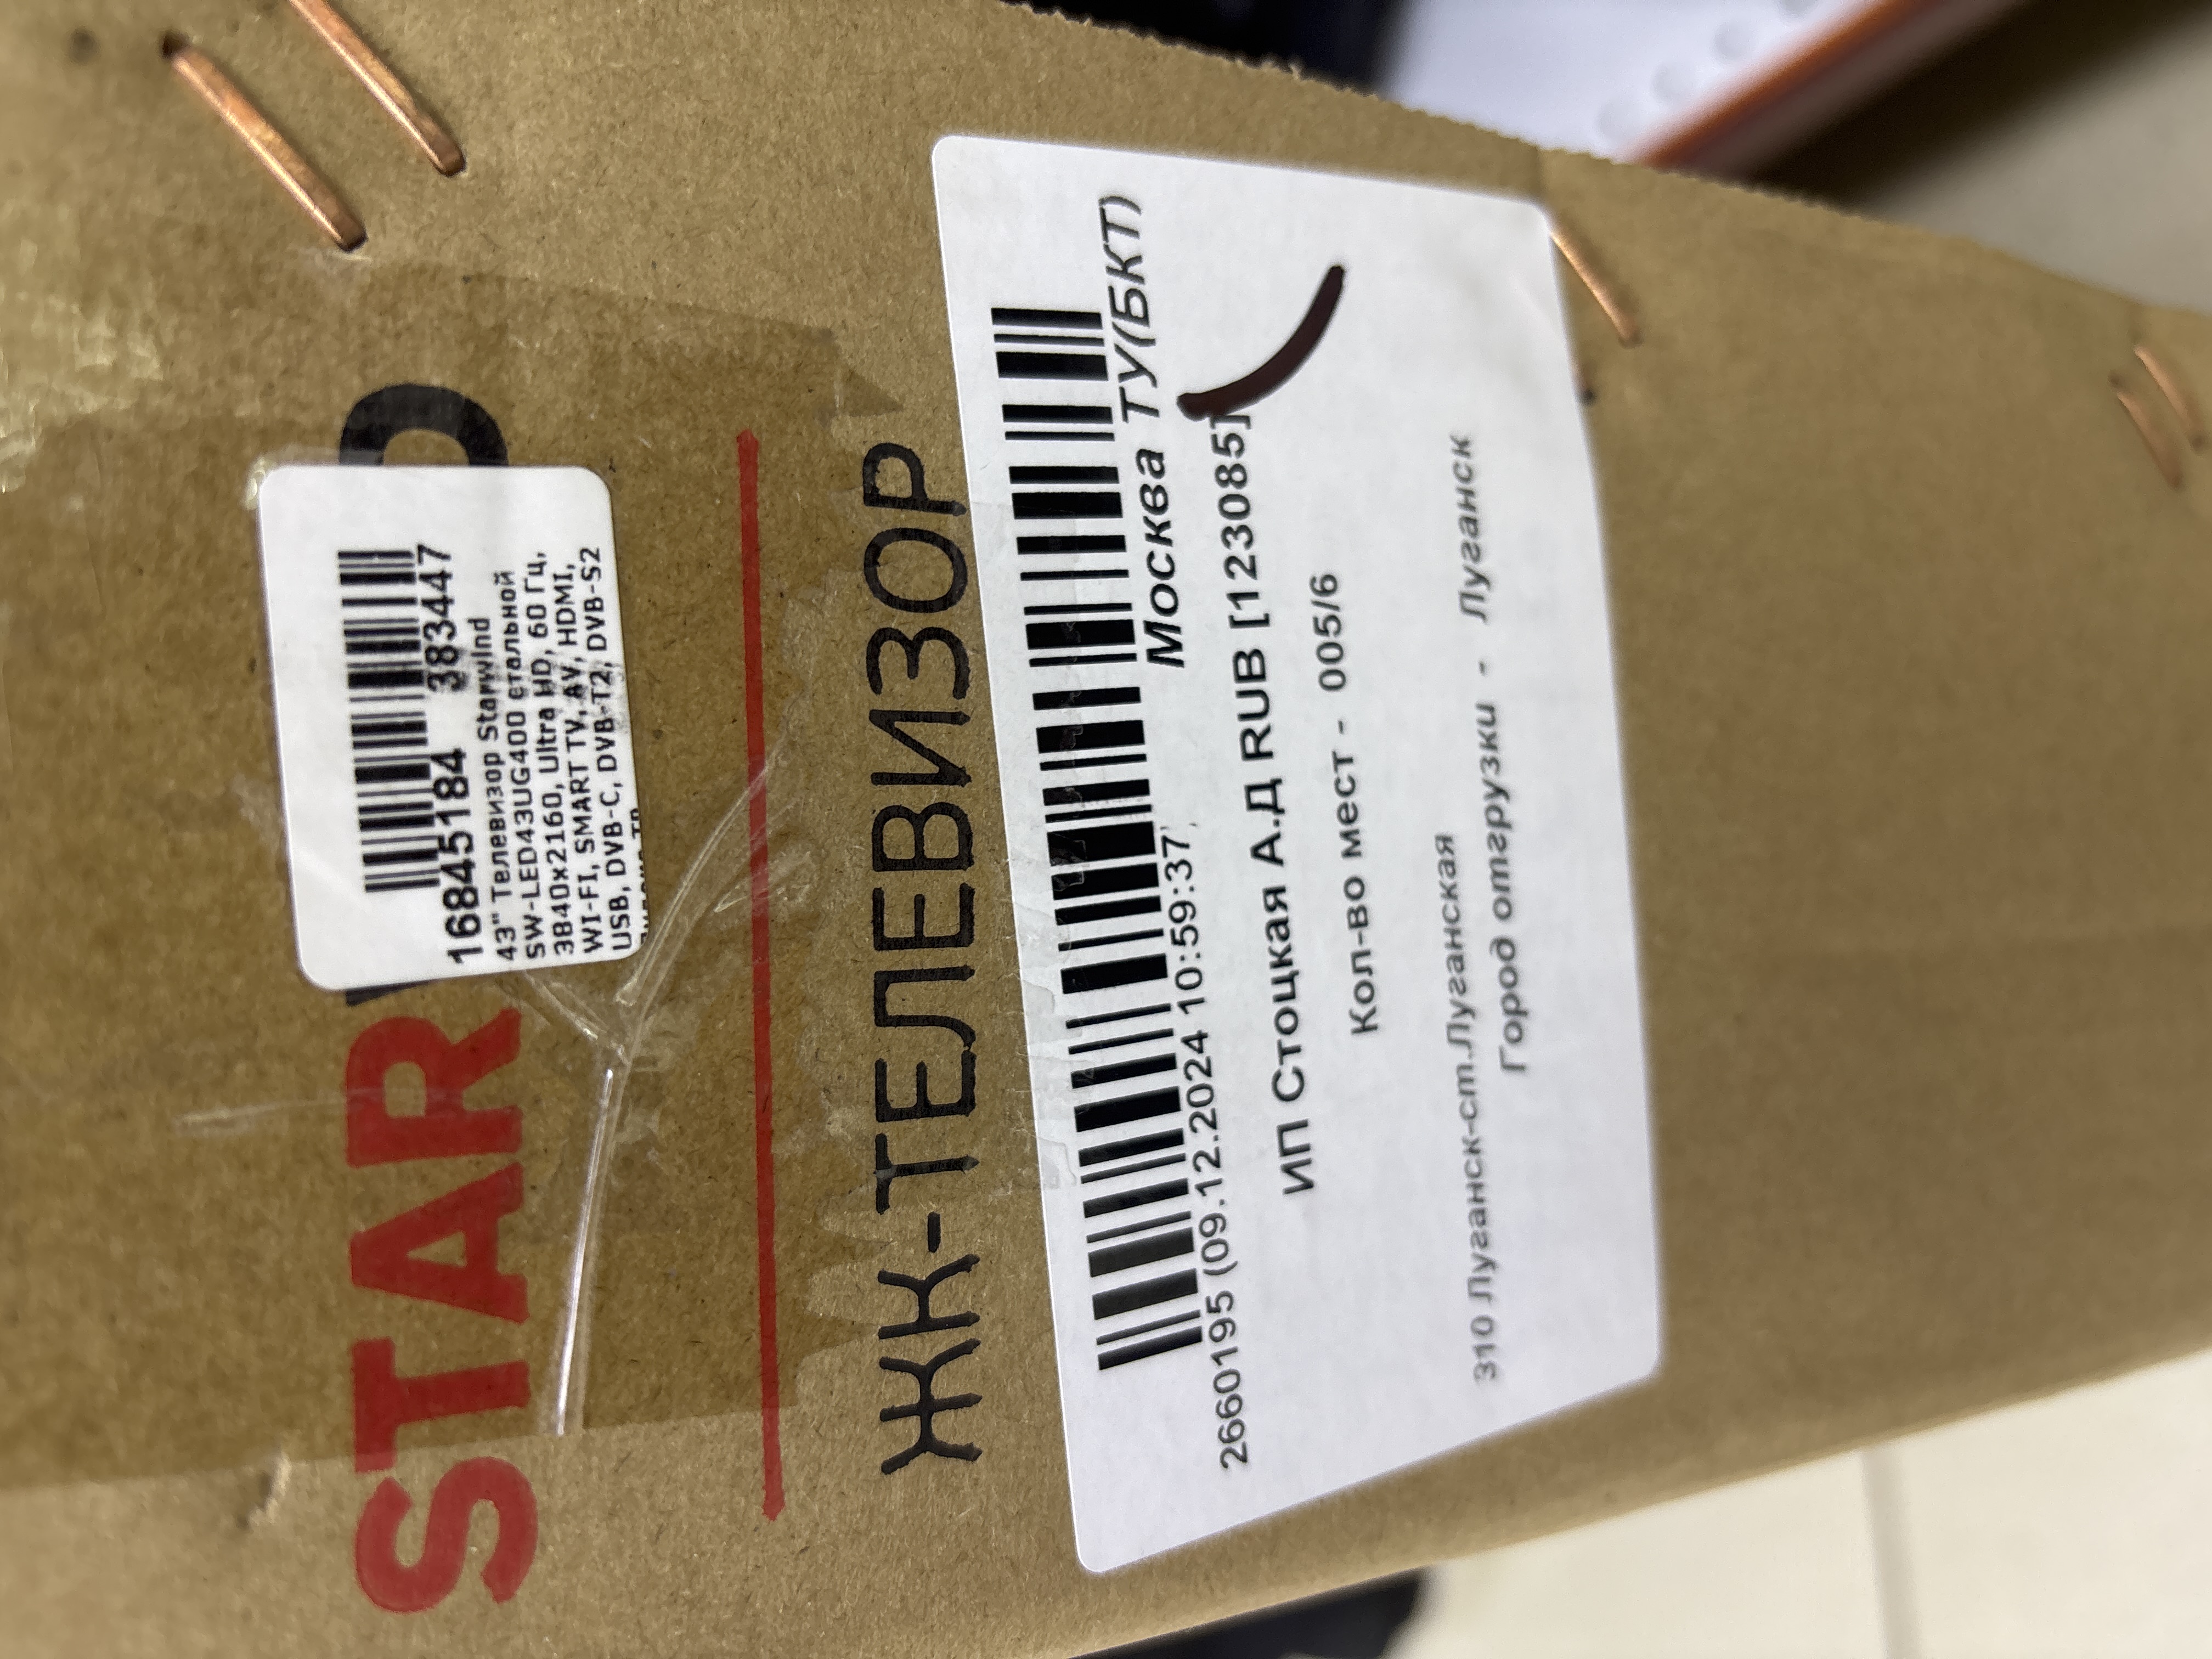 STAR D
168445184 383447
43" Телевизор Starwind
SW-LED43UG400 стальной
3840x2160, Ultra HD, 60 Гц,
WI-FI, SMART TV, AV, HDMI,
USB, DVB-C, DVB-T2, DVB-S2
ЖК-ТЕЛЕВИЗОР
Москва ТУ(БКТ)
26601195 (09.12.2024 10:59:37)
ИП Стоцкая А.Д RUB [123085]
Кол-во мест - 005/6
310 Луганск-ст.Луганская
Город отгрузки - Луганск